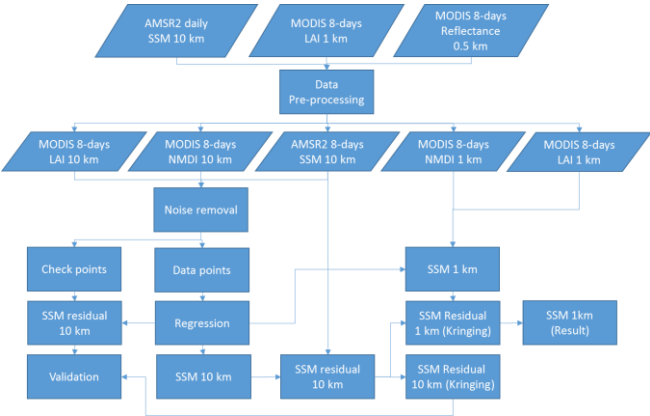 AMSR2 daily
SSM 10 km
MODIS 8-days
LAI 1 km
MODIS 8-days
Reflectance
0.5 km
Data
Pre-processing
MODIS 8-days
LAI 10 km
MODIS 8-days
NMDI 10 km
AMSR2 8-days
SSM 10 km
MODIS 8-days
NMDI 1 km
MODIS 8-days
LAI 1 km
Noise removal
Check points
Data points
SSM 1 km
SSM residual
10 km
Regression
SSM Residual
1 km (Kringing)
SSM 1km
(Result)
Validation
SSM 10 km
SSM residual
10 km
SSM Residual
10 km (Kringing)